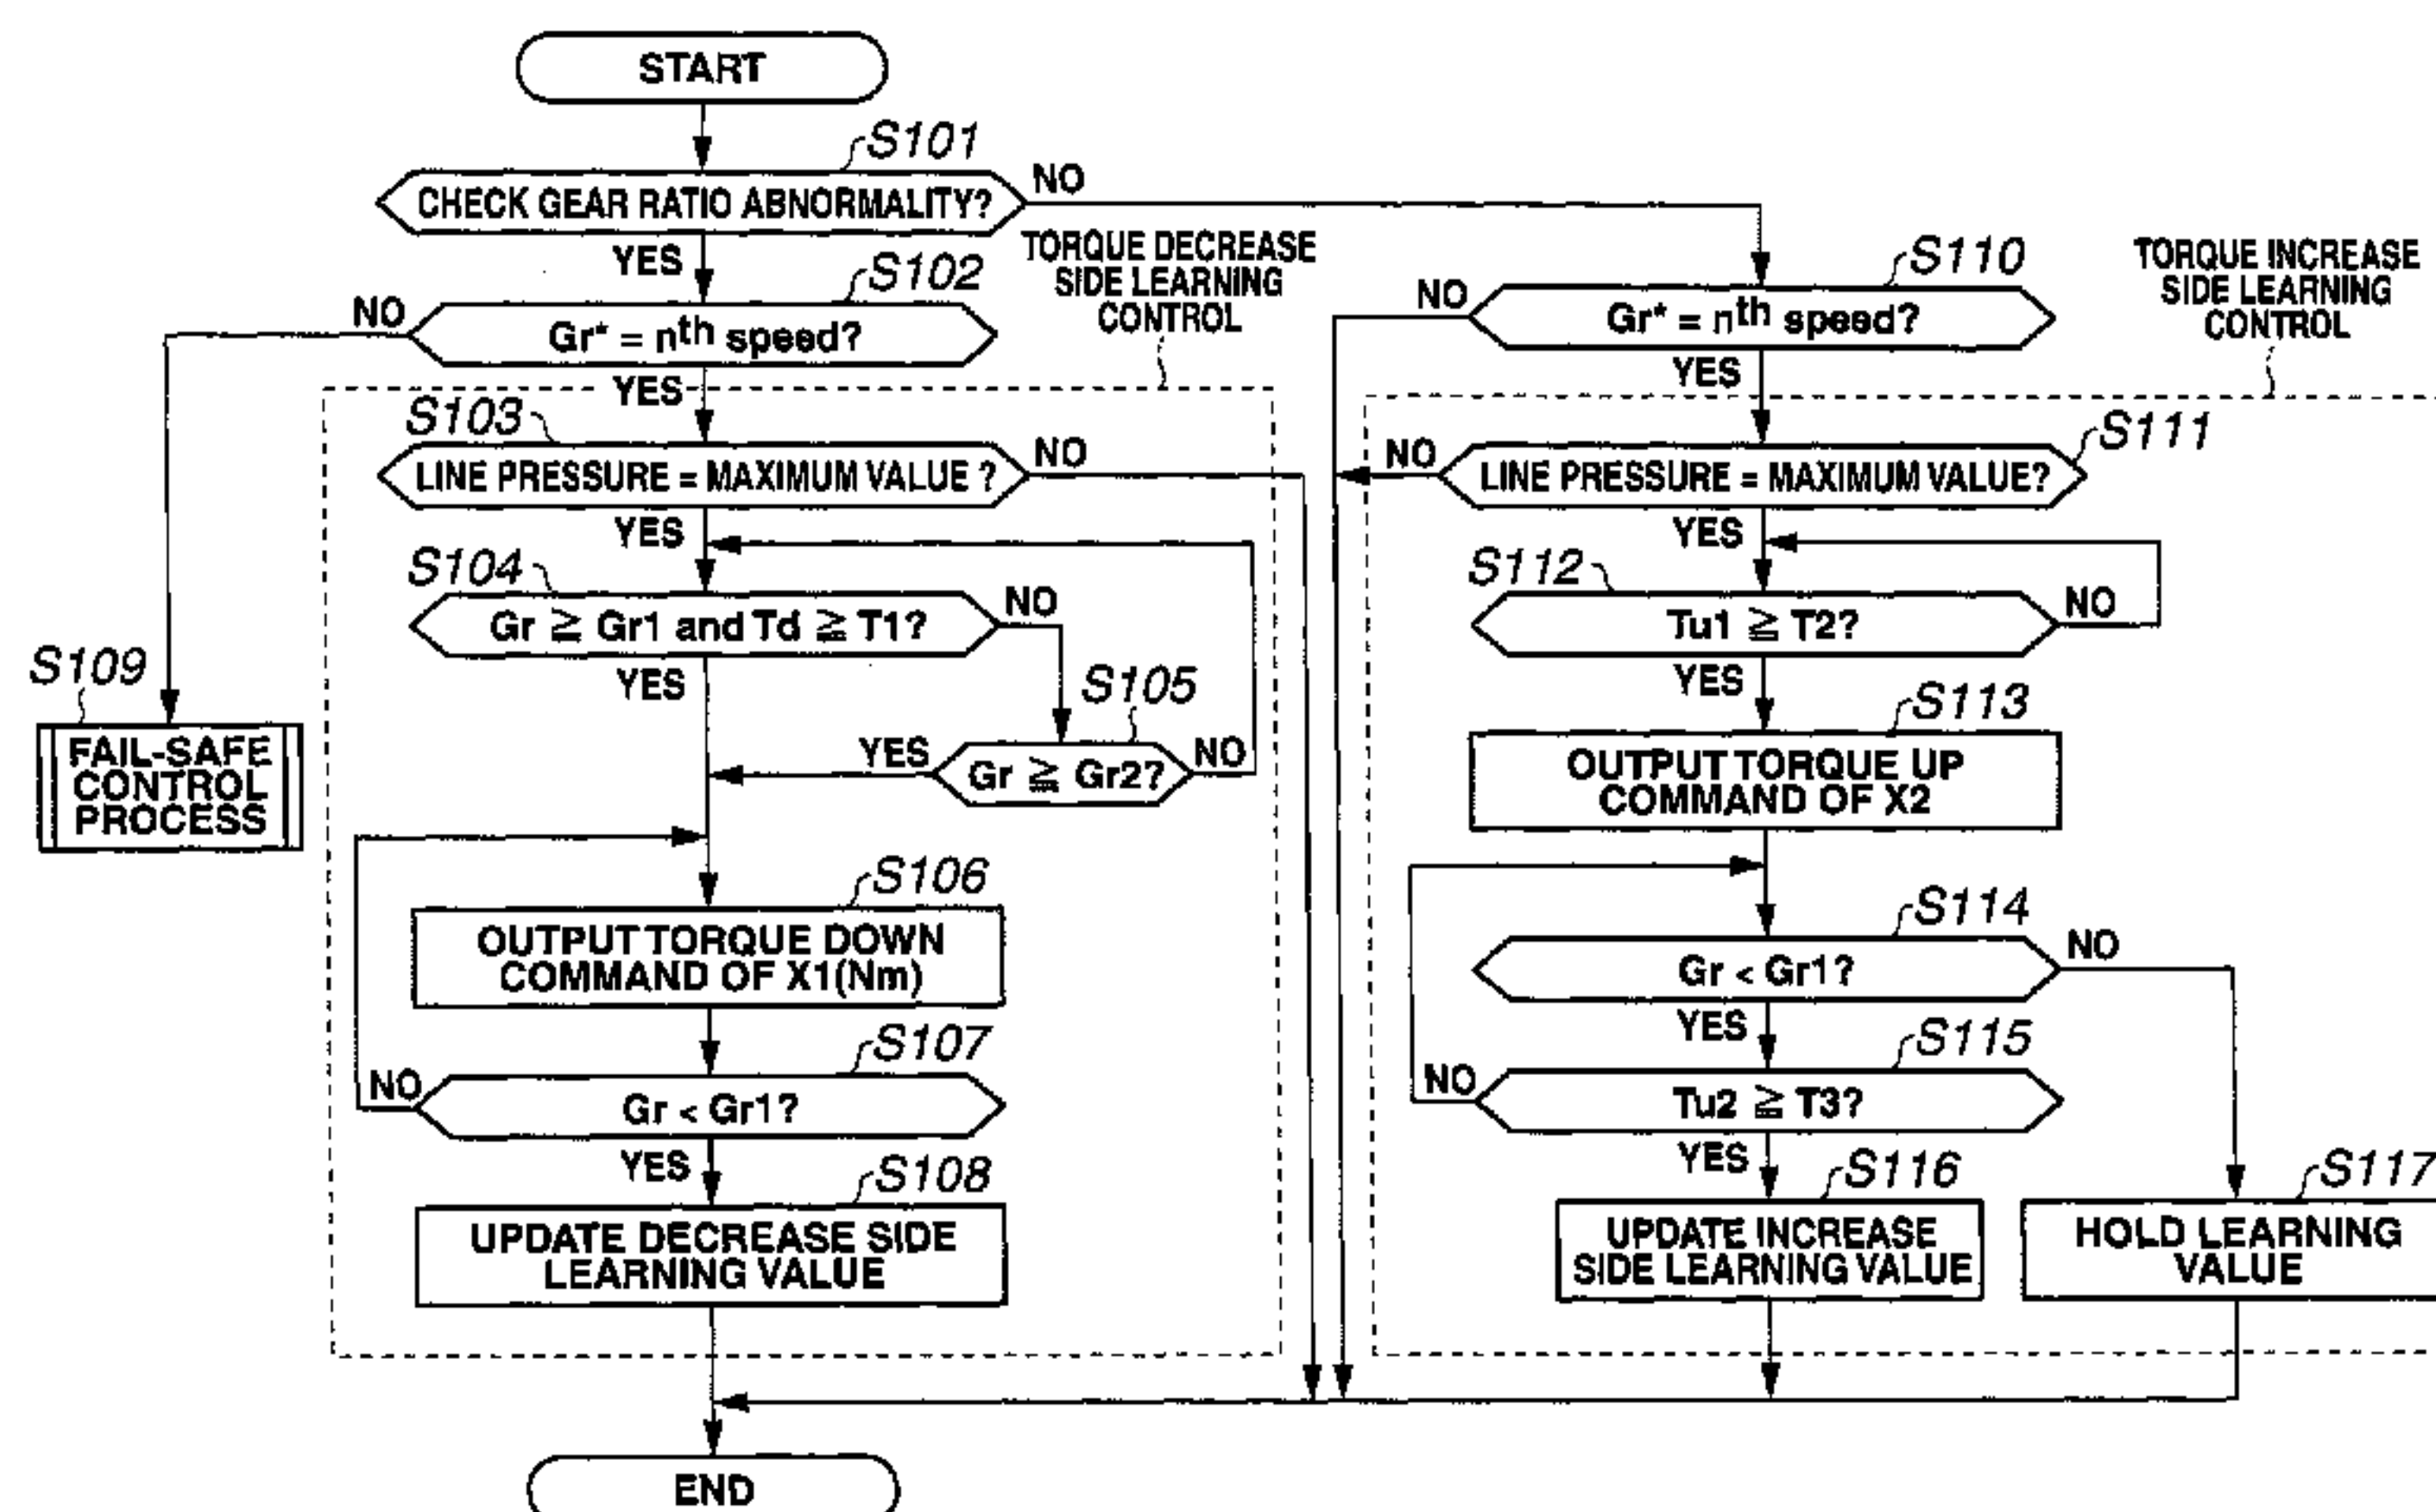 START
S101
CHECK GEAR RATIO ABNORMALITY?
NO
YES
S102
Gr* = nth speed?
NO
YES
TORQUE DECREASE
SIDE LEARNING
CONTROL
S103
LINE PRESSURE = MAXIMUM VALUE ?
NO
YES
S104
Gr ≧ Gr1 and Td ≧ T1?
NO
YES
S105
Gr ≧ Gr2?
YES
NO
S106
OUTPUT TORQUE DOWN
COMMAND OF X1(Nm)
S107
Gr < Gr1?
NO
YES
S108
UPDATE DECREASE SIDE
LEARNING VALUE
S109
FAIL-SAFE
CONTROL
PROCESS
S110
Gr* = nth speed?
NO
YES
TORQUE INCREASE
SIDE LEARNING
CONTROL
S111
LINE PRESSURE = MAXIMUM VALUE?
NO
YES
S112
Tu1 ≧ T2?
NO
YES
S113
OUTPUT TORQUE UP
COMMAND OF X2
S114
Gr < Gr1?
NO
YES
S115
Tu2 ≧ T3?
NO
YES
S116
UPDATE INCREASE
SIDE LEARNING VALUE
S117
HOLD LEARNING
VALUE
END